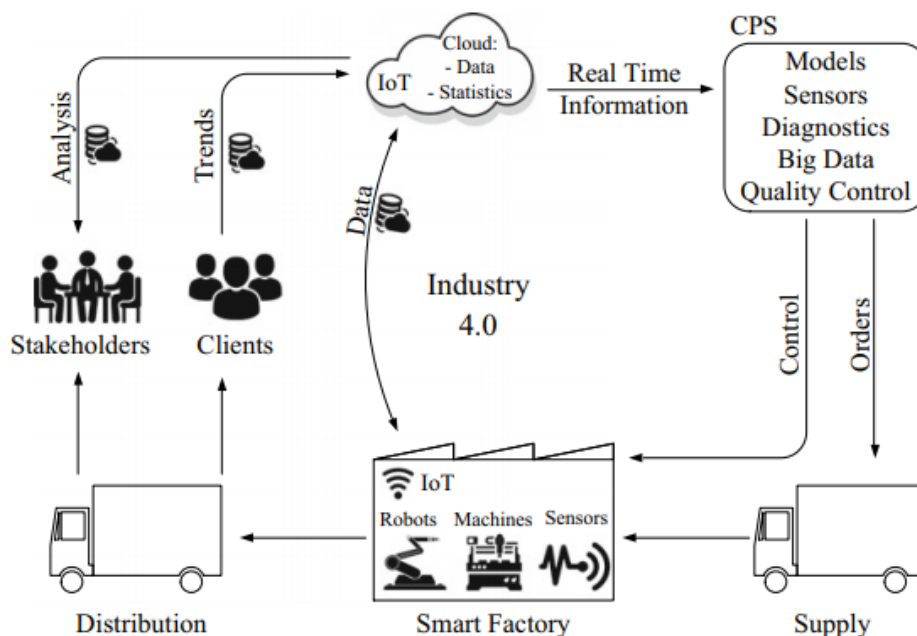 Cloud:
- Data
- Statistics
IoT
CPS
Models
Sensors
Diagnostics
Big Data
Quality Control
Real Time
Information
Analysis
Trends
Data
Industry
4.0
Stakeholders
Clients
Control
Orders
IoT
Robots
Machines
Sensors
Distribution
Smart Factory
Supply